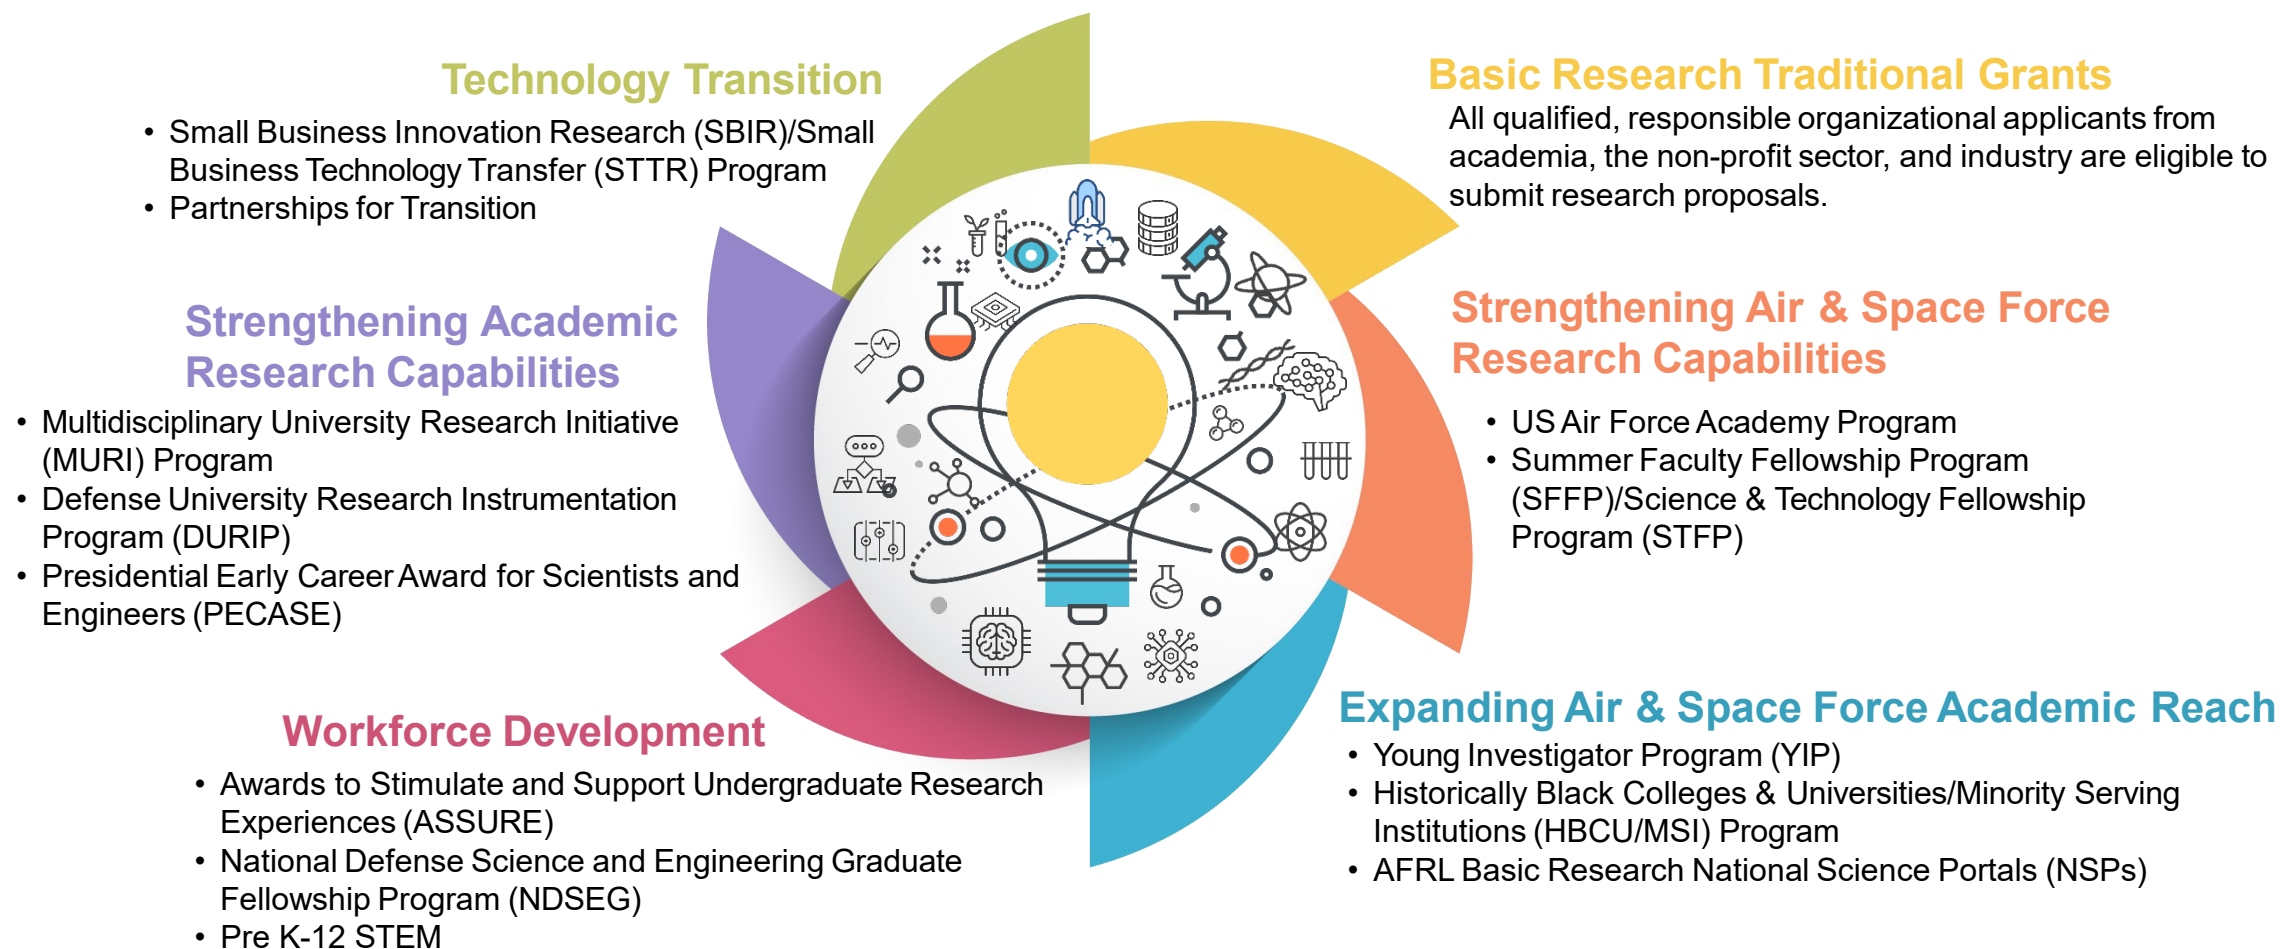 Technology Transition
• Small Business Innovation Research (SBIR)/Small
Business Technology Transfer (STTR) Program
• Partnerships for Transition
Basic Research Traditional Grants
All qualified, responsible organizational applicants from
academia, the non-profit sector, and industry are eligible to
submit research proposals.
Strengthening Academic
Research Capabilities
• Multidisciplinary University Research Initiative
(MURI) Program
• Defense University Research Instrumentation
Program (DURIP)
• Presidential Early Career Award for Scientists and
Engineers (PECASE)
Strengthening Air & Space Force
Research Capabilities
• US Air Force Academy Program
• Summer Faculty Fellowship Program
(SFFP)/Science & Technology Fellowship
Program (STFP)
Workforce Development
• Awards to Stimulate and Support Undergraduate Research
Experiences (ASSURE)
• National Defense Science and Engineering Graduate
Fellowship Program (NDSEG)
• Pre K-12 STEM
Expanding Air & Space Force Academic Reach
• Young Investigator Program (YIP)
• Historically Black Colleges & Universities/Minority Serving
Institutions (HBCU/MSI) Program
• AFRL Basic Research National Science Portals (NSPs)